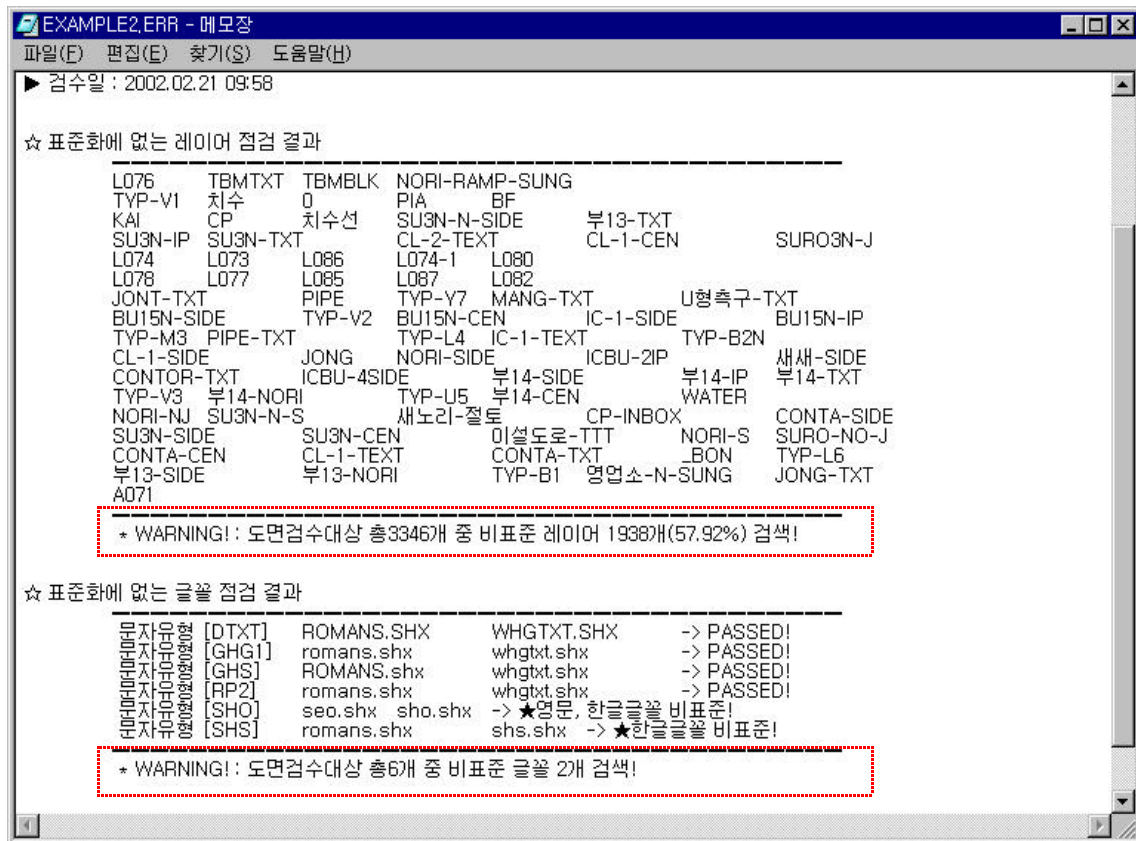 EXAMPLE2.ERR - 메모장
파일(F) 편집(E) 찾기(S) 도움말(H)
▶ 검수일 : 2002.02.21 09:58
☆ 표준화에 없는 레이어 점검 결과
L076 TBMTXT TBMBLK NORI-RAMP-SUNG
TYP-V1 치수 0 PIA BF
KAI CP 치수선 SU3N-N-SIDE 부13-TXT
SU3N-IP SU3N-TXT CL-2-TEXT CL-1-CEN SURO3N-J
L074 L073 L086 L074-1 L080
L078 L077 L085 L087 L082
JONT-TXT PIPE TYP-Y7 MANG-TXT U형측구-TXT
BU15N-SIDE TYP-V2 BU15N-CEN IC-1-SIDE BU15N-IP
TYP-M3 PIPE-TXT TYP-L4 IC-1-TEXT TYP-B2N
CL-1-SIDE JONG NORI-SIDE ICBU-2IP 새새-SIDE
CONTOR-TXT ICBU-4SIDE 부14-SIDE 부14-IP 부14-TXT
TYP-V3 부14-NORI TYP-U5 부14-CEN WATER
NORI-NJ SU3N-N-S 새노리-절토 CP-INBOX CONTA-SIDE
SU3N-SIDE SU3N-CEN 이설도로-TTT NORI-S SURO-NO-J
CONTA-CEN CL-1-TEXT CONTA-TXT _BON TYP-L6
부13-SIDE 부13-NORI TYP-B1 영업소-N-SUNG JONG-TXT
A071
* WARNING! : 도면검수대상 총3346개 중 비표준 레이어 1938개(57.92%) 검색!
☆ 표준화에 없는 글꼴 점검 결과
문자유형 [DTXT] ROMANS.SHX WHGTXT.SHX -> PASSED!
문자유형 [GHG1] romans.shx whgtxt.shx -> PASSED!
문자유형 [GHS] ROMANS.shx whgtxt.shx -> PASSED!
문자유형 [RP2] romans.shx whgtxt.shx -> PASSED!
문자유형 [SHO] seo.shx sho.shx -> ★영문, 한글글꼴 비표준!
문자유형 [SHS] romans.shx shs.shx -> ★한글글꼴 비표준!
* WARNING! : 도면검수대상 총6개 중 비표준 글꼴 2개 검색!